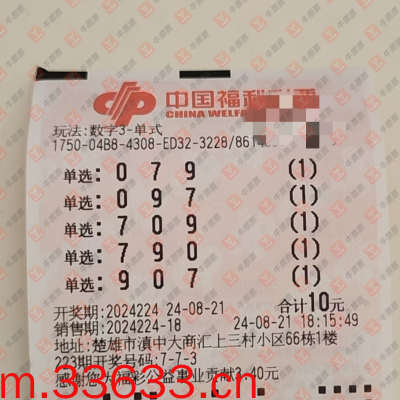 中国福利
CHINA WELF
玩法:数字3-单式
1750-04B8-4308-ED32-3228/861
单选:0 7 9 (1)
单选:0 9 7 (1)
单选:7 0 9 (1)
单选:7 9 0 (1)
单选:9 0 7 (1)
开奖期:2024224 24-08-21 合计10元
销售期:2024224-18 24-08-21 18:15:49
地址:楚雄市滇中大商汇上三村小区66栋1楼
223期开奖号码:7-7-3
感谢您为福彩公益事业贡献3.40元
m.33633.cn